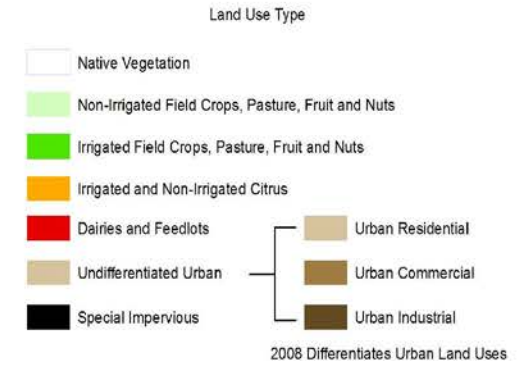 Land Use Type
Native Vegetation
Non-Irrigated Field Crops, Pasture, Fruit and Nuts
Irrigated Field Crops, Pasture, Fruit and Nuts
Irrigated and Non-Irrigated Citrus
Dairies and Feedlots
Urban Residential
Undifferentiated Urban
Urban Commercial
Special Impervious
Urban Industrial
2008 Differentiates Urban Land Uses